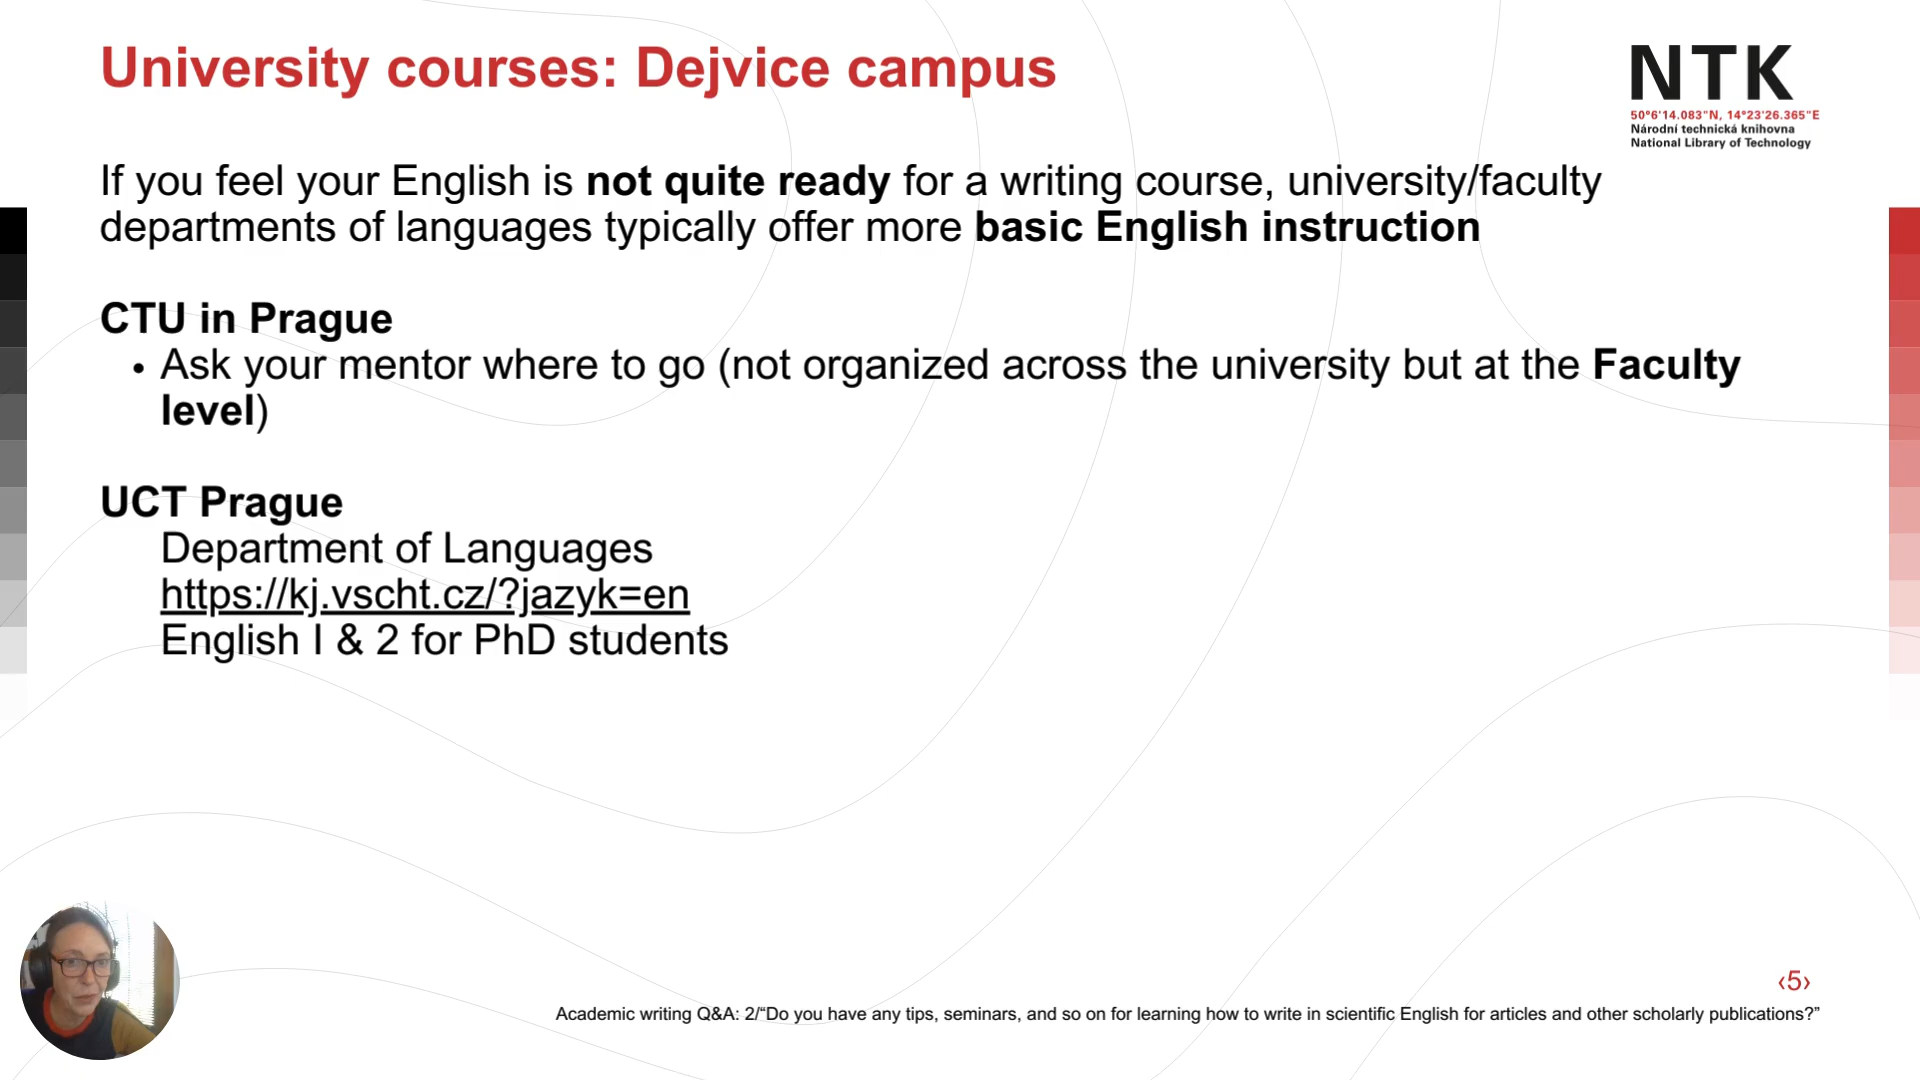 University courses: Dejvice campus
NTK
50°6'14.083"N, 14°23'26.365"E
Národní technická knihovna
National Library of Technology
If you feel your English is not quite ready for a writing course, university/faculty
departments of languages typically offer more basic English instruction
CTU in Prague
• Ask your mentor where to go (not organized across the university but at the Faculty
level)
UCT Prague
Department of Languages
https://kj.vscht.cz/?jazyk=en
English I & 2 for PhD students
‹5›
Academic writing Q&A: 2/“Do you have any tips, seminars, and so on for learning how to write in scientific English for articles and other scholarly publications?”